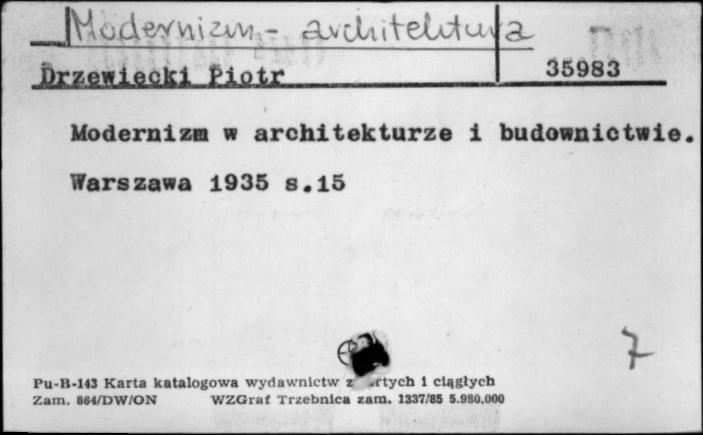 Modernizm - architektura
Drzewiecki Piotr 35983
Modernizm w architekturze i budownictwie.
Warszawa 1935 s.15
7
Pu-B-143 Karta katalogowa wydawnictw i ciągłych
Zam. 864/DW/ON WZGraf Trzebnica zam. 1337/85 5.980.000